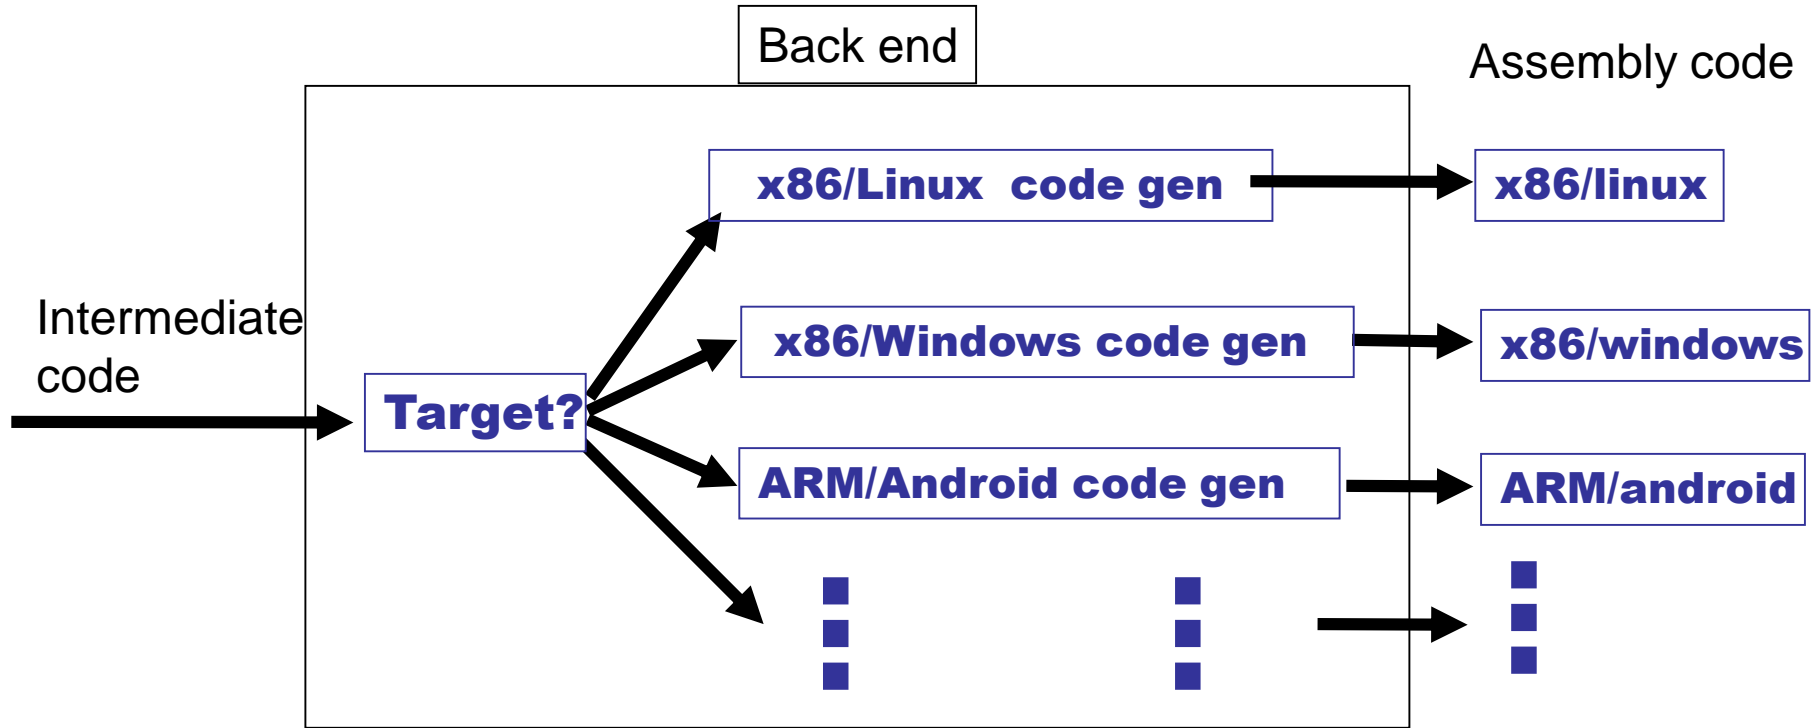 Back end
Assembly code
x86/Linux  code gen
x86/linux
Intermediate
code
x86/Windows code gen
x86/windows
Target?
ARM/Android code gen
ARM/android